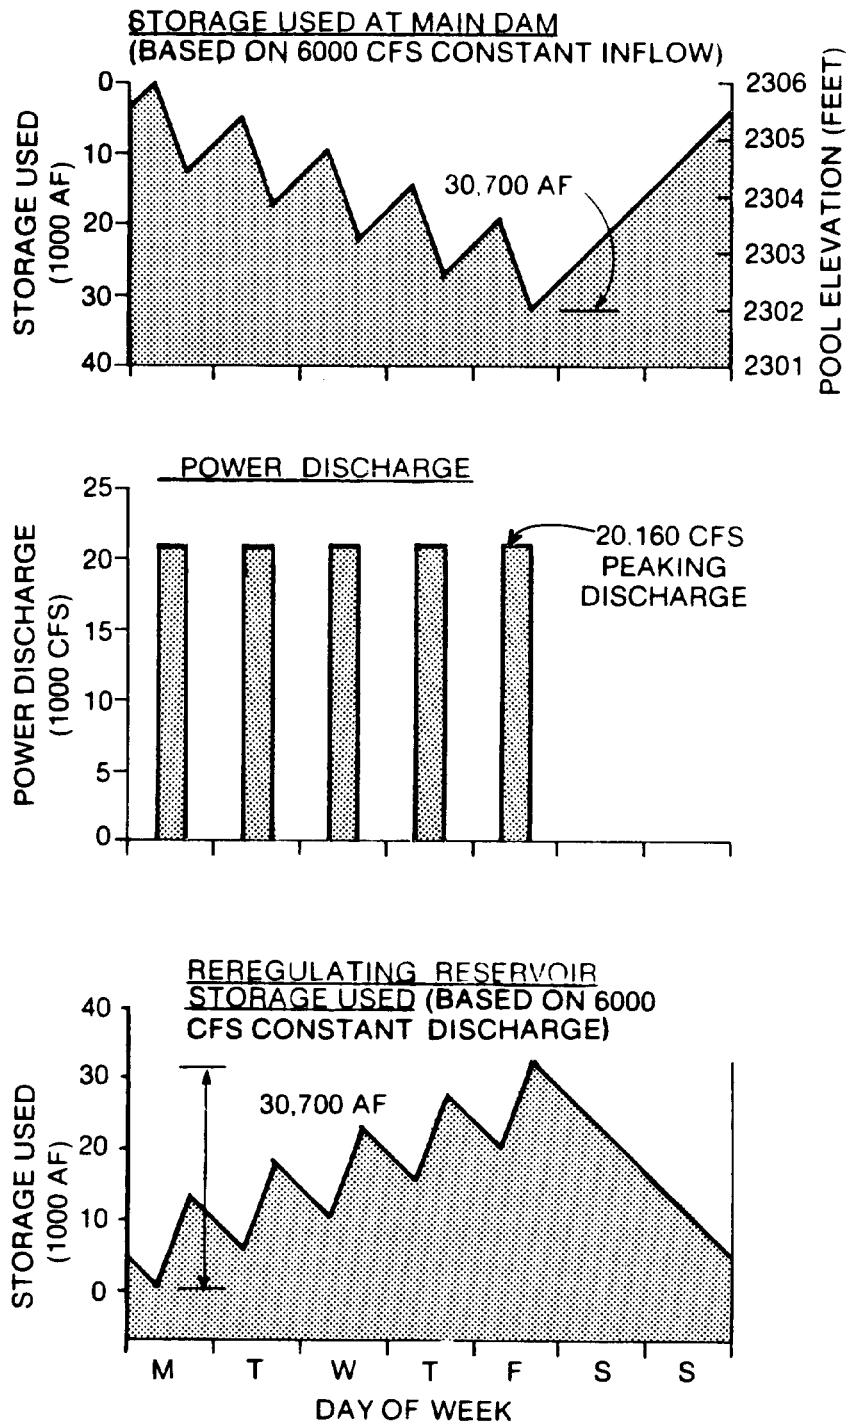 STORAGE USED AT MAIN DAM
(BASED ON 6000 CFS CONSTANT INFLOW)
STORAGE USED
(1000 AF)
0
10
20
30
40
30,700 AF
2306
2305
2304
2303
2302
2301
POOL ELEVATION (FEET)
POWER DISCHARGE
POWER DISCHARGE
(1000 CFS)
25
20
15
10
5
0
20.160 CFS
PEAKING
DISCHARGE
REREGULATING RESERVOIR
STORAGE USED (BASED ON 6000
CFS CONSTANT DISCHARGE)
STORAGE USED
(1000 AF)
40
30
20
10
0
30,700 AF
M T W T F S S
DAY OF WEEK